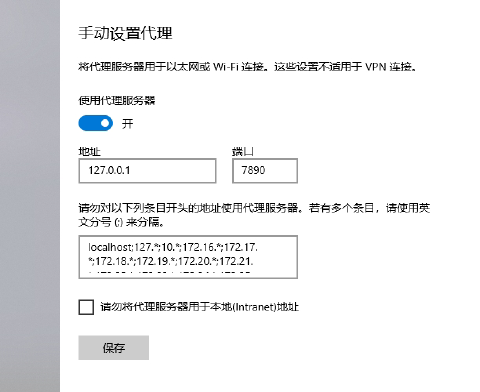 手动设置代理
将代理服务器用于以太网或 Wi-Fi 连接。这些设置不适用于 VPN 连接。
使用代理服务器
开
地址 端口
127.0.0.1 7890
请勿对以下列条目开头的地址使用代理服务器。若有多个条目，请使用英
文分号 (;) 来分隔。
localhost;127.*;10.*;172.16.*;172.17.
*;172.18.*;172.19.*;172.20.*;172.21.
请勿将代理服务器用于本地(Intranet)地址
保存